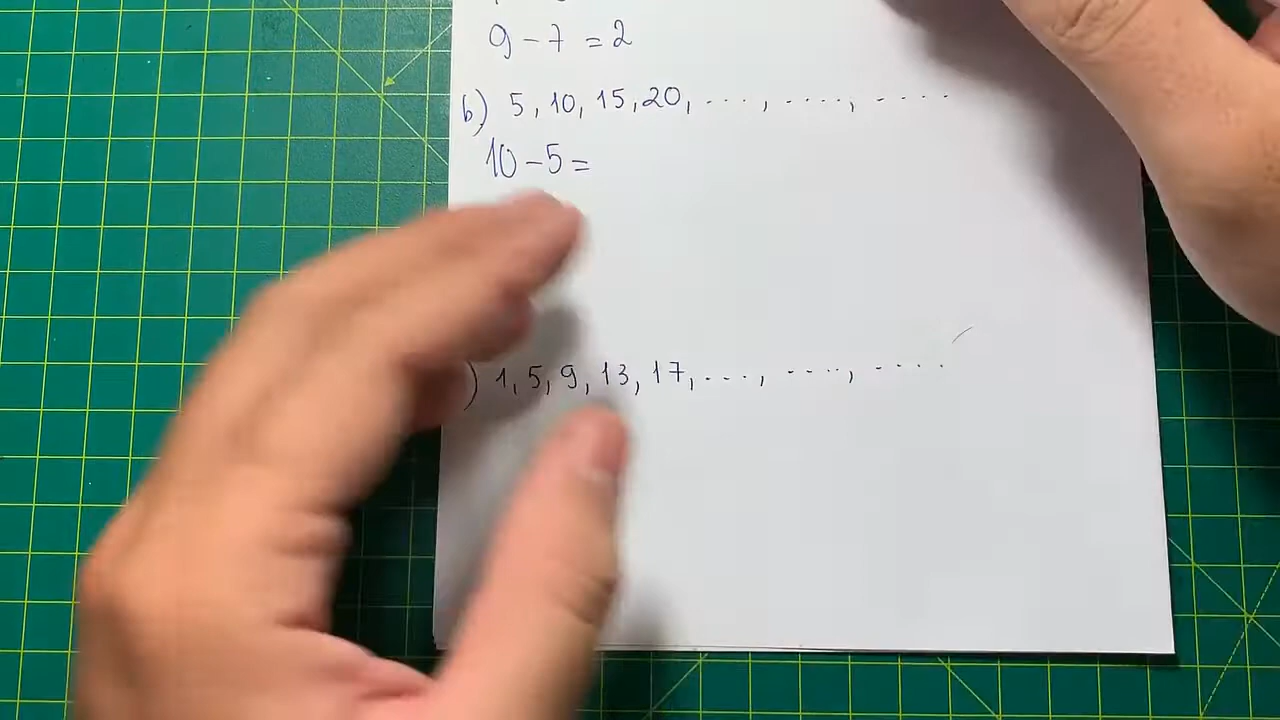 9 - 7 = 2
b) 5, 10, 15, 20, ...., ....., .....
10 - 5 =
) 1, 5, 9, 13, 17, ...., ....., .....